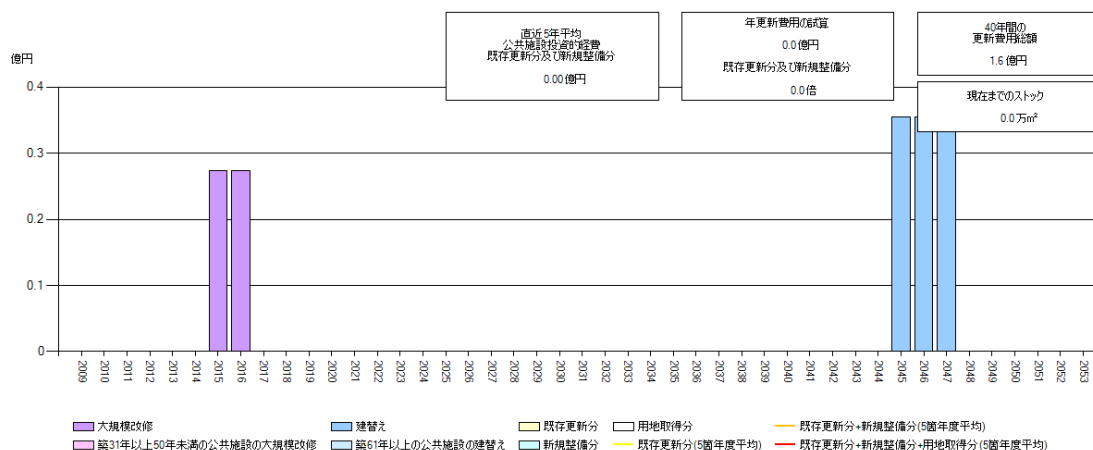 直近5年平均
公共施設投資的経費
既存更新分及び新規整備分
0.00億円
年更新費用の試算
0.0億円
既存更新分及び新規整備分
0.0倍
40年間の
更新費用総額
1.6億円
現在までのストック
0.0万㎡
億円
0.4
0.3
0.2
0.1
0
2009
2010
2011
2012
2013
2014
2015
2016
2017
2018
2019
2020
2021
2022
2023
2024
2025
2026
2027
2028
2029
2030
2031
2032
2033
2034
2035
2036
2037
2038
2039
2040
2041
2042
2043
2044
2045
2046
2047
2048
2049
2050
2051
2052
2053
大規模改修
建替え
既存更新分
用地取得分
既存更新分+新規整備分(5箇年度平均)
築31年以上50年未満の公共施設の大規模改修
築61年以上の公共施設の建替え
新規整備分
既存更新分(5箇年度平均)
既存更新分+新規整備分+用地取得分(5箇年度平均)